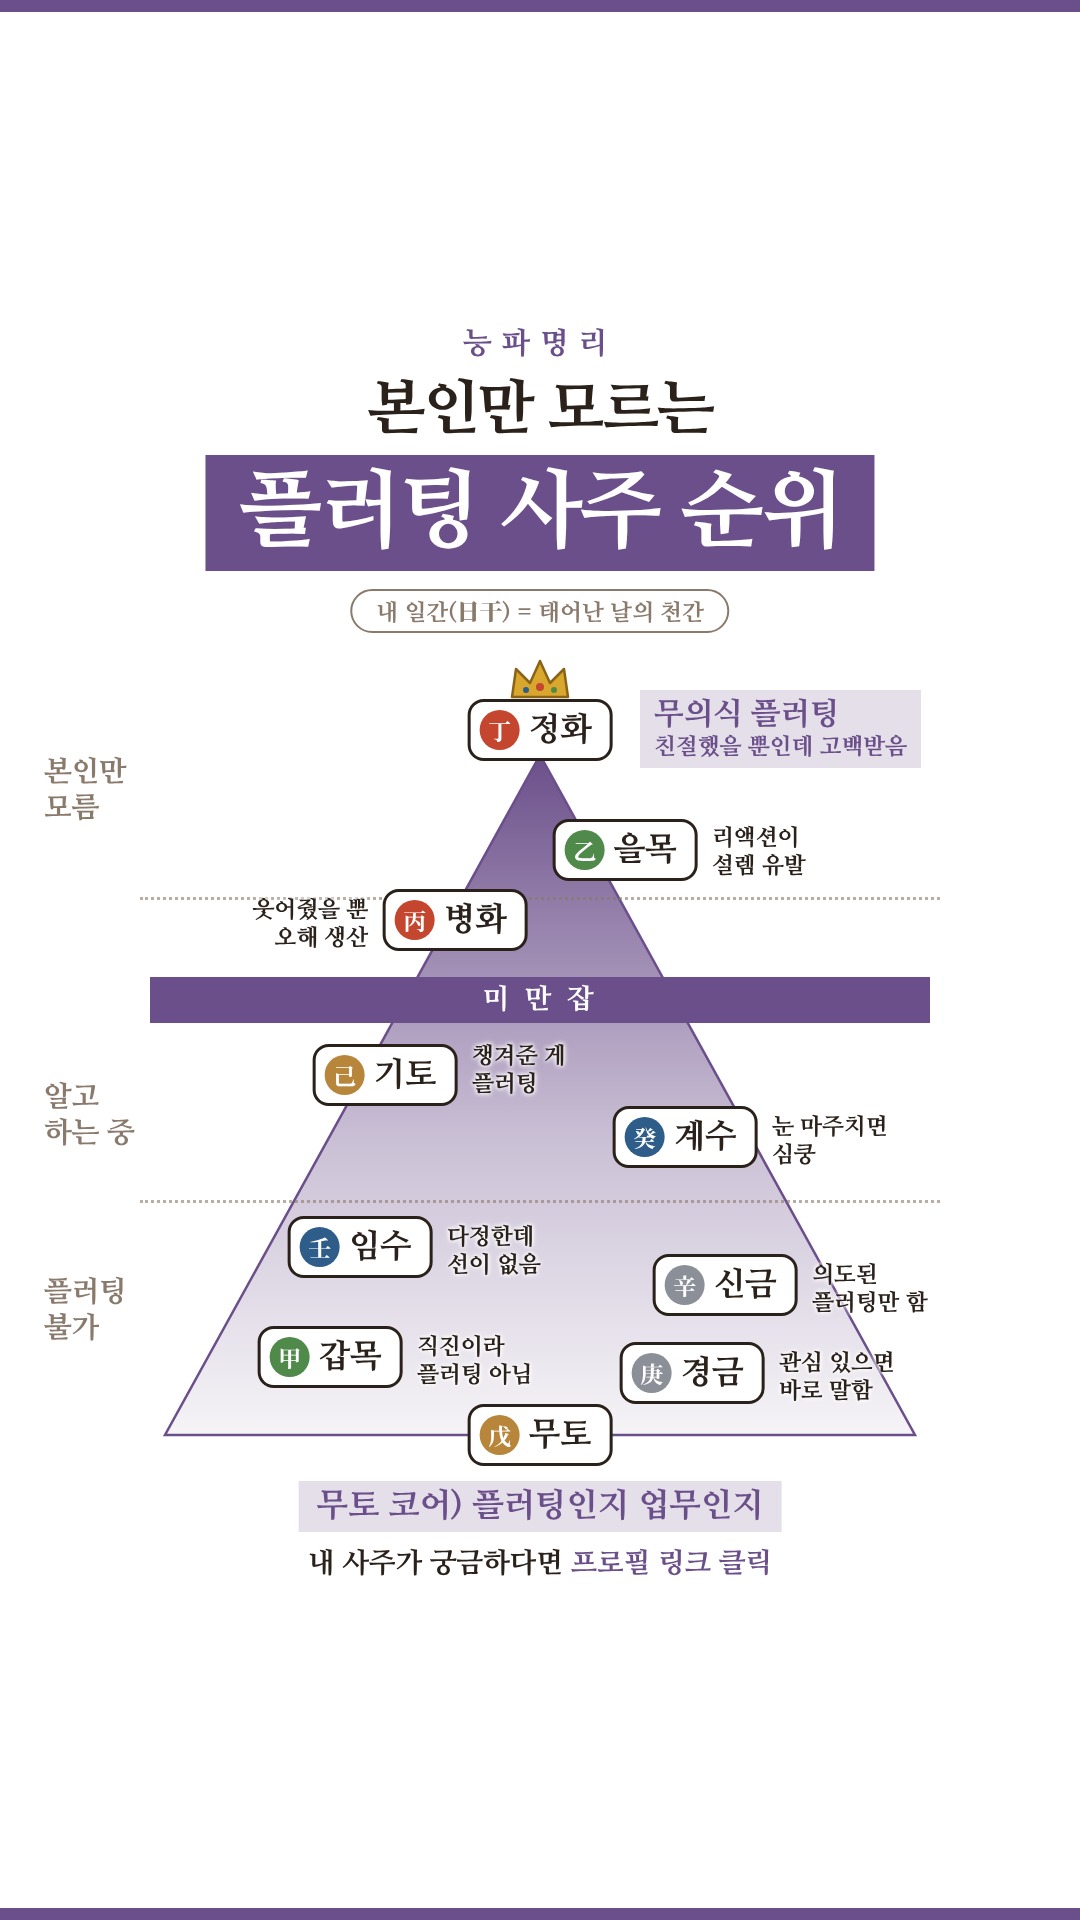 능파명리
본인만 모르는
플러팅 사주 순위
내 일간(日干) = 태어난 날의 천간
丁 정화
무의식 플러팅
친절했을 뿐인데 고백받음
본인만
모름
乙 을목
리액션이
설렘 유발
웃어줬을 뿐
오해 생산
丙 병화
미만잡
己 기토
챙겨준 게
플러팅
알고
하는 중
癸 계수
눈 마주치면
심쿵
壬 임수
다정한데
선이 없음
辛 신금
의도된
플러팅만 함
플러팅
불가
甲 갑목
직진이라
플러팅 아님
庚 경금
관심 있으면
바로 말함
戊 무토
무토 코어) 플러팅인지 업무인지
내 사주가 궁금하다면 프로필 링크 클릭